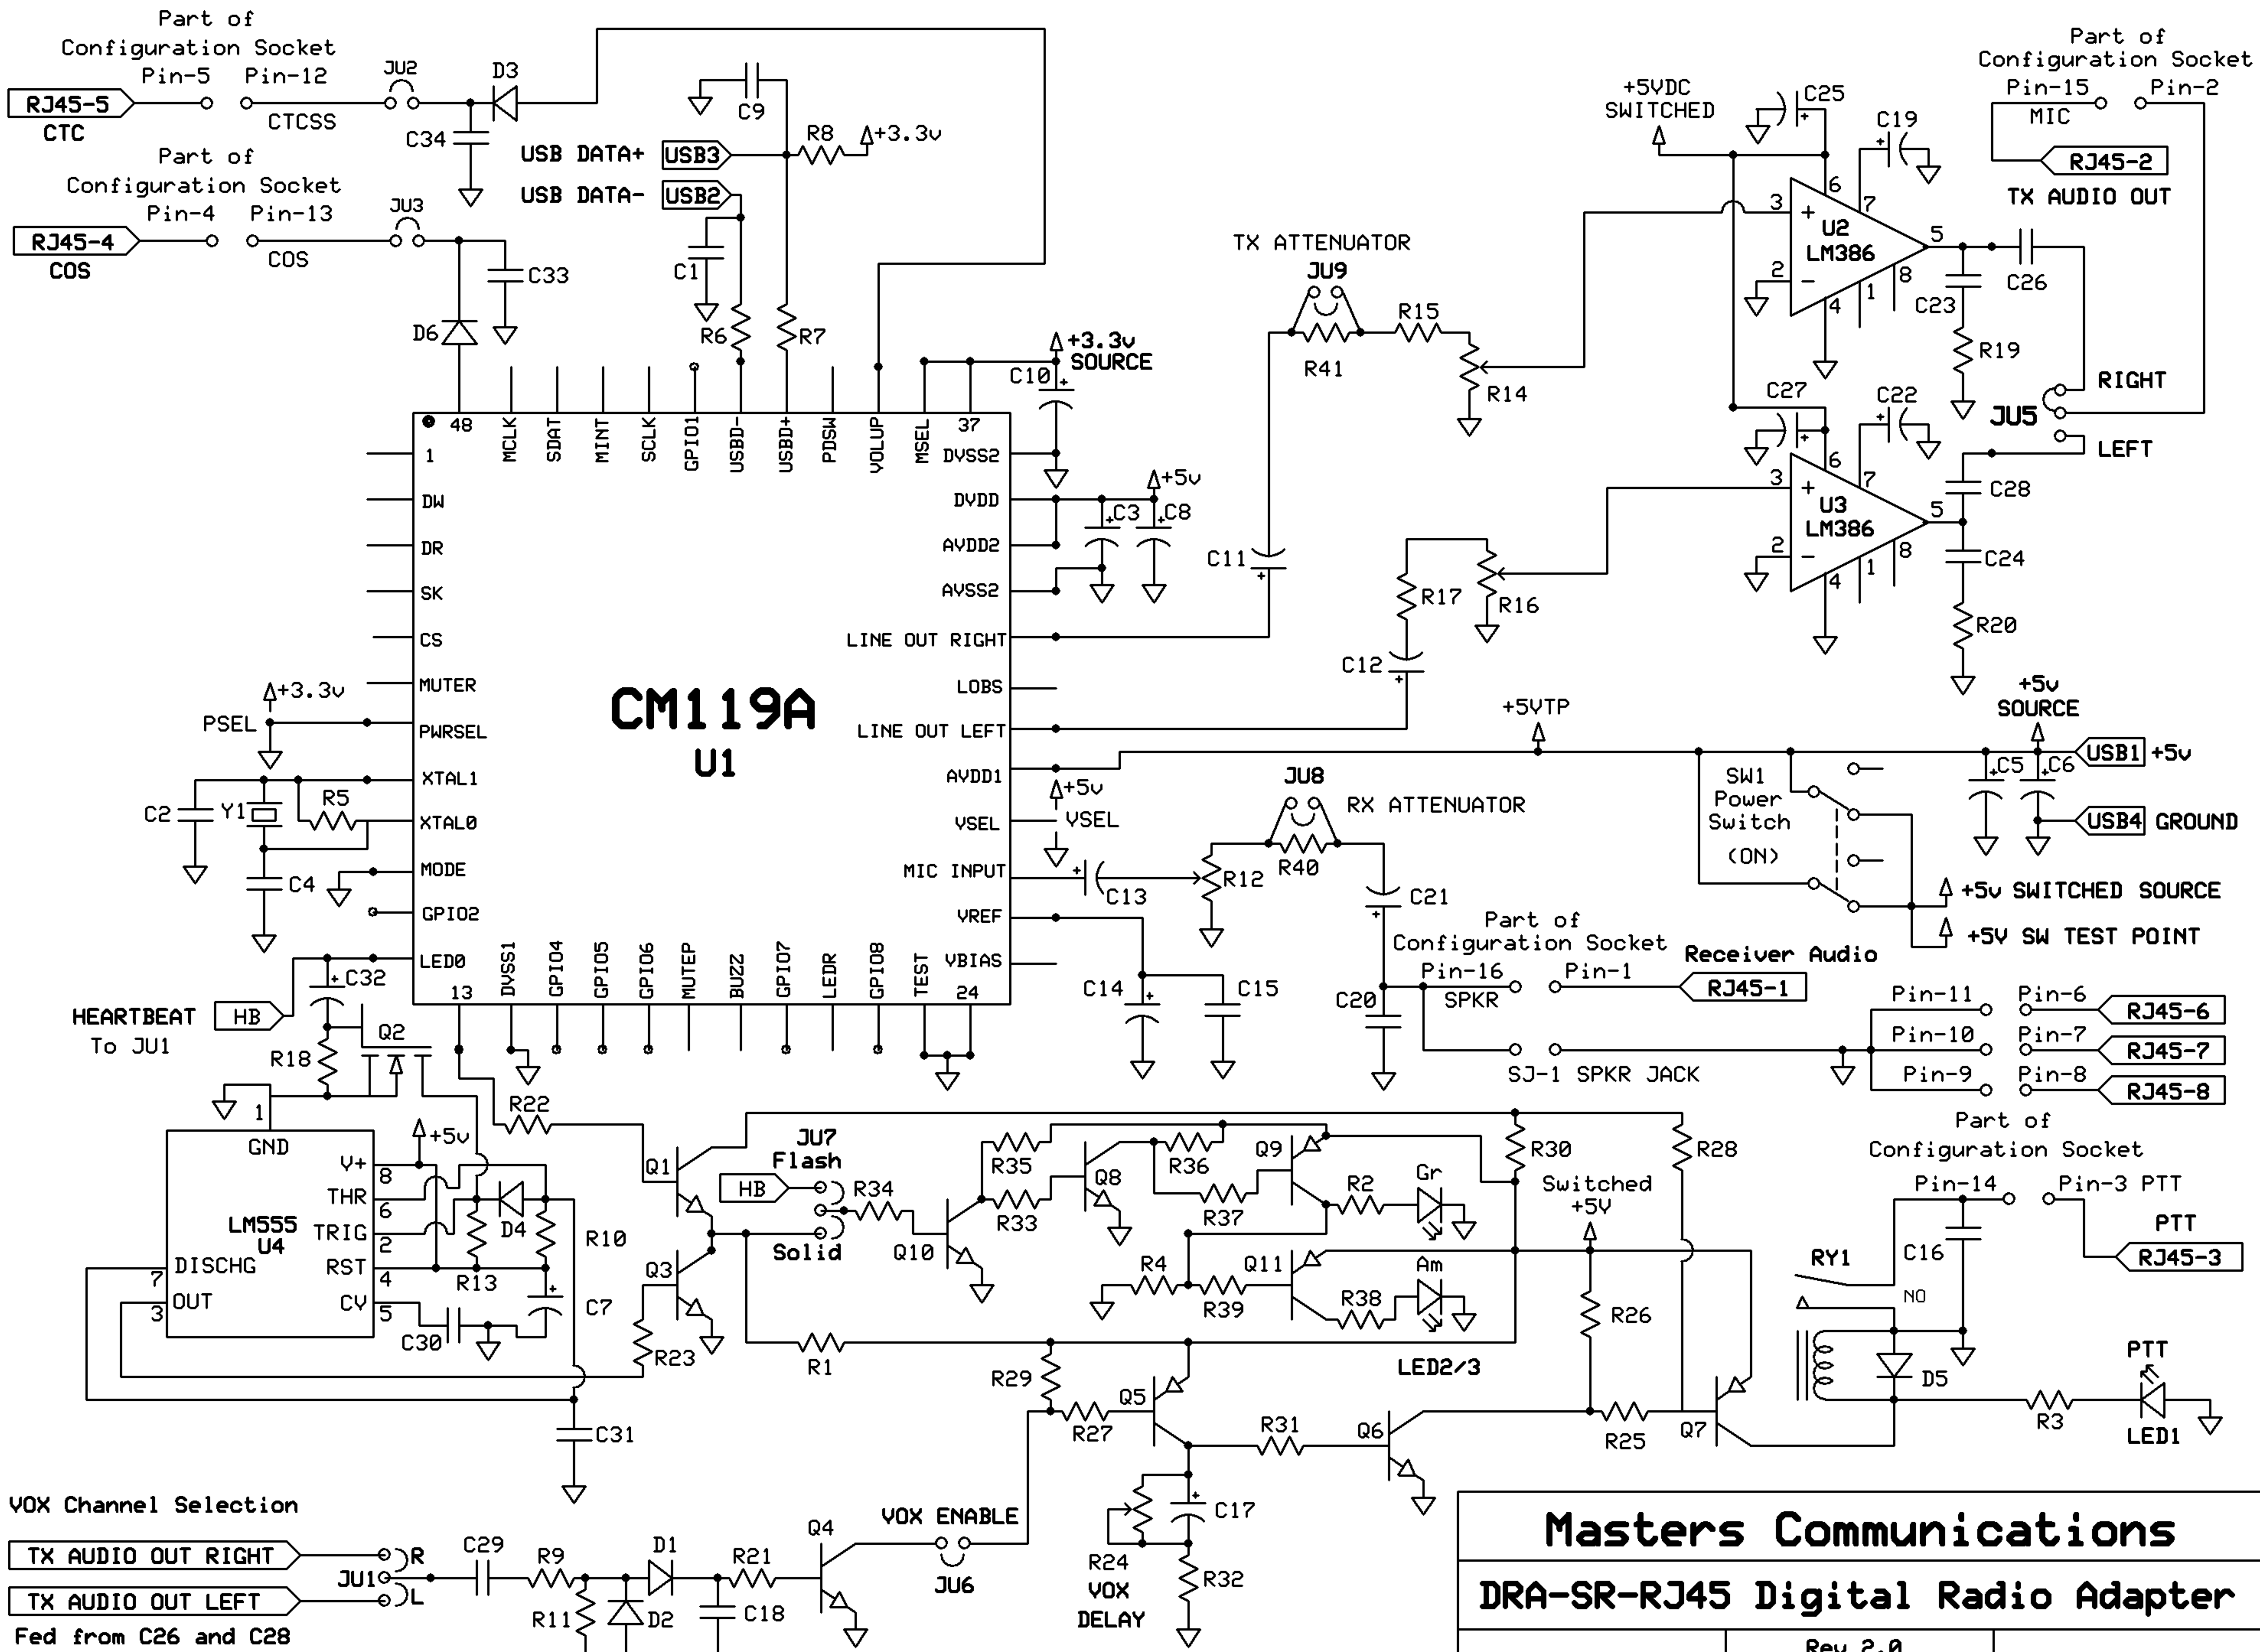 Part of
Configuration Socket
Pin-5 Pin-12
JU2
D3
RJ45-5
CTC
CTCSS
C34
Part of
Configuration Socket
Pin-4 Pin-13
JU3
RJ45-4
COS
COS
C33
D6
C9
R8
+3.3v
USB DATA+ USB3
USB DATA- USB2
C1
R6
R7
+3.3v
SOURCE
C10
+5VDC
SWITCHED
C25
C19
Part of
Configuration Socket
Pin-15 Pin-2
MIC
RJ45-2
TX AUDIO OUT
TX ATTENUATOR
JU9
R41
R15
R14
3
+
2
-
6
7
U2
LM386
5
8
1
4
C26
C23
R19
RIGHT
JU5
LEFT
C27
C22
3
+
2
-
6
7
U3
LM386
5
8
1
4
C28
C24
R20
48
MCLK
SDAT
MINT
SCLK
GPIO1
USBD-
USBD+
PDSW
VOLUP
MSEL
37
1
DW
DR
SK
CS
MUTER
PWRSEL
XTAL1
XTALO
MODE
GPIO2
LEDO
13
DVSS1
GPIO4
GPIO5
GPIO6
MUTEP
BUZZ
GPIO7
LEDR
GPIO8
TEST
24
DVSS2
DVDD
AVDD2
AVSS2
LINE OUT RIGHT
LOBS
LINE OUT LEFT
AVDD1
VSEL
MIC INPUT
VREF
VBIAS
CM119A
U1
+5v
C3
C8
C11
C12
R17
R16
+3.3v
PSEL
C2
Y1
R5
C4
+5VTP
+5v
SOURCE
USB1 +5v
C5
C6
USB4 GROUND
SW1
Power
Switch
(ON)
+5v SWITCHED SOURCE
+5V SW TEST POINT
+5v
VSEL
JU8
RX ATTENUATOR
R40
R12
C13
C21
C14
C15
C20
Part of
Configuration Socket
Pin-16 Pin-1
SPKR
Receiver Audio
RJ45-1
SJ-1 SPKR JACK
Pin-11 Pin-6
RJ45-6
Pin-10 Pin-7
RJ45-7
Pin-9 Pin-8
RJ45-8
Part of
Configuration Socket
Pin-14 Pin-3 PTT
PTT
RJ45-3
C16
RY1
NO
D5
PTT
R3
LED1
C32
HEARTBEAT
HB
To JU1
Q2
R18
1
GND
V+
8
THR
6
TRIG
2
RST
4
CV
5
DISCHG
7
OUT
3
LM555
U4
+5v
R22
D4
R10
R13
C7
C30
C31
Q1
Q3
R23
JU7
Flash
HB
Solid
R34
Q10
R35
R33
Q8
R36
R37
Q9
R2
Gr
R4
R39
Q11
R38
Am
LED2/3
R30
R28
Switched
+5V
R26
R1
R29
R27
Q5
R31
Q6
R25
Q7
C17
R24
VOX
DELAY
R32
VOX Channel Selection
TX AUDIO OUT RIGHT
R
JU1
TX AUDIO OUT LEFT
L
Fed from C26 and C28
C29
R9
R11
D1
D2
R21
C18
Q4
VOX ENABLE
JU6
Masters Communications
DRA-SR-RJ45 Digital Radio Adapter
Rev 2.0